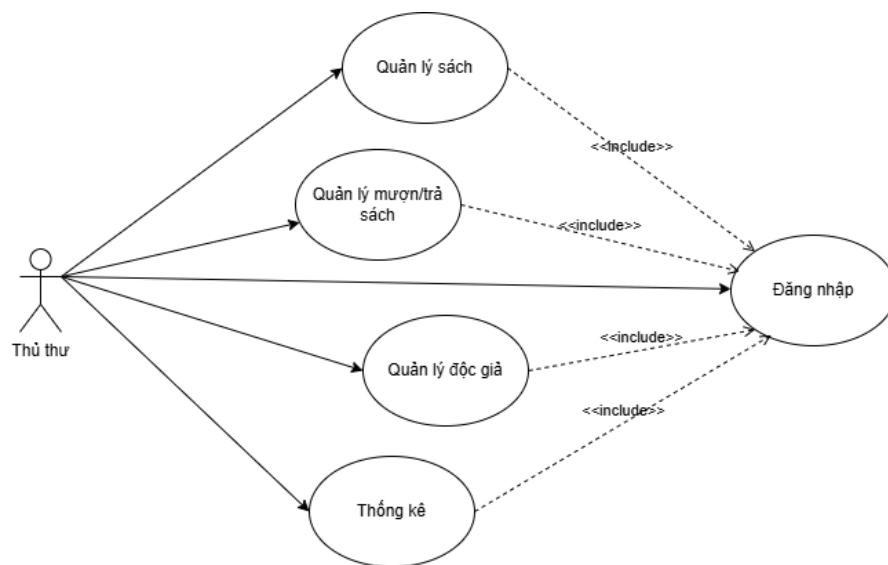 Quản lý sách
<<include>>
Quản lý mượn/trả
sách
<<include>>
Đăng nhập
Thủ thư
<<include>>
Quản lý độc giả
<<include>>
Thống kê